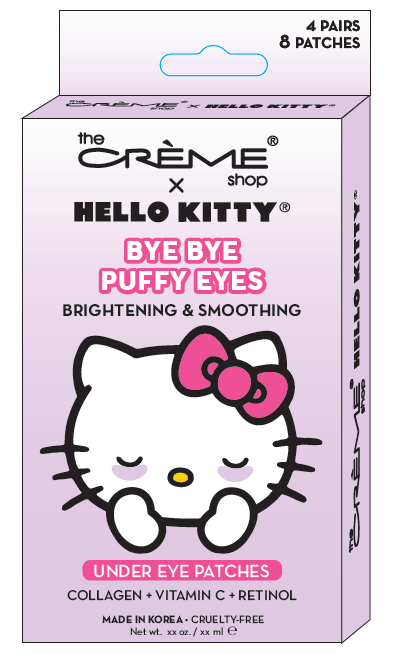 4 PAIRS
8 PATCHES
the CRÈME® shop × HELLO KITTY®
the
CRÈME®
shop
×
HELLO KITTY®
BYE BYE
PUFFY EYES
BRIGHTENING & SMOOTHING
UNDER EYE PATCHES
COLLAGEN + VITAMIN C + RETINOL
MADE IN KOREA • CRUELTY-FREE
Net wt. xx oz. / xx ml ℮
the CRÈME® shop HELLO KITTY®